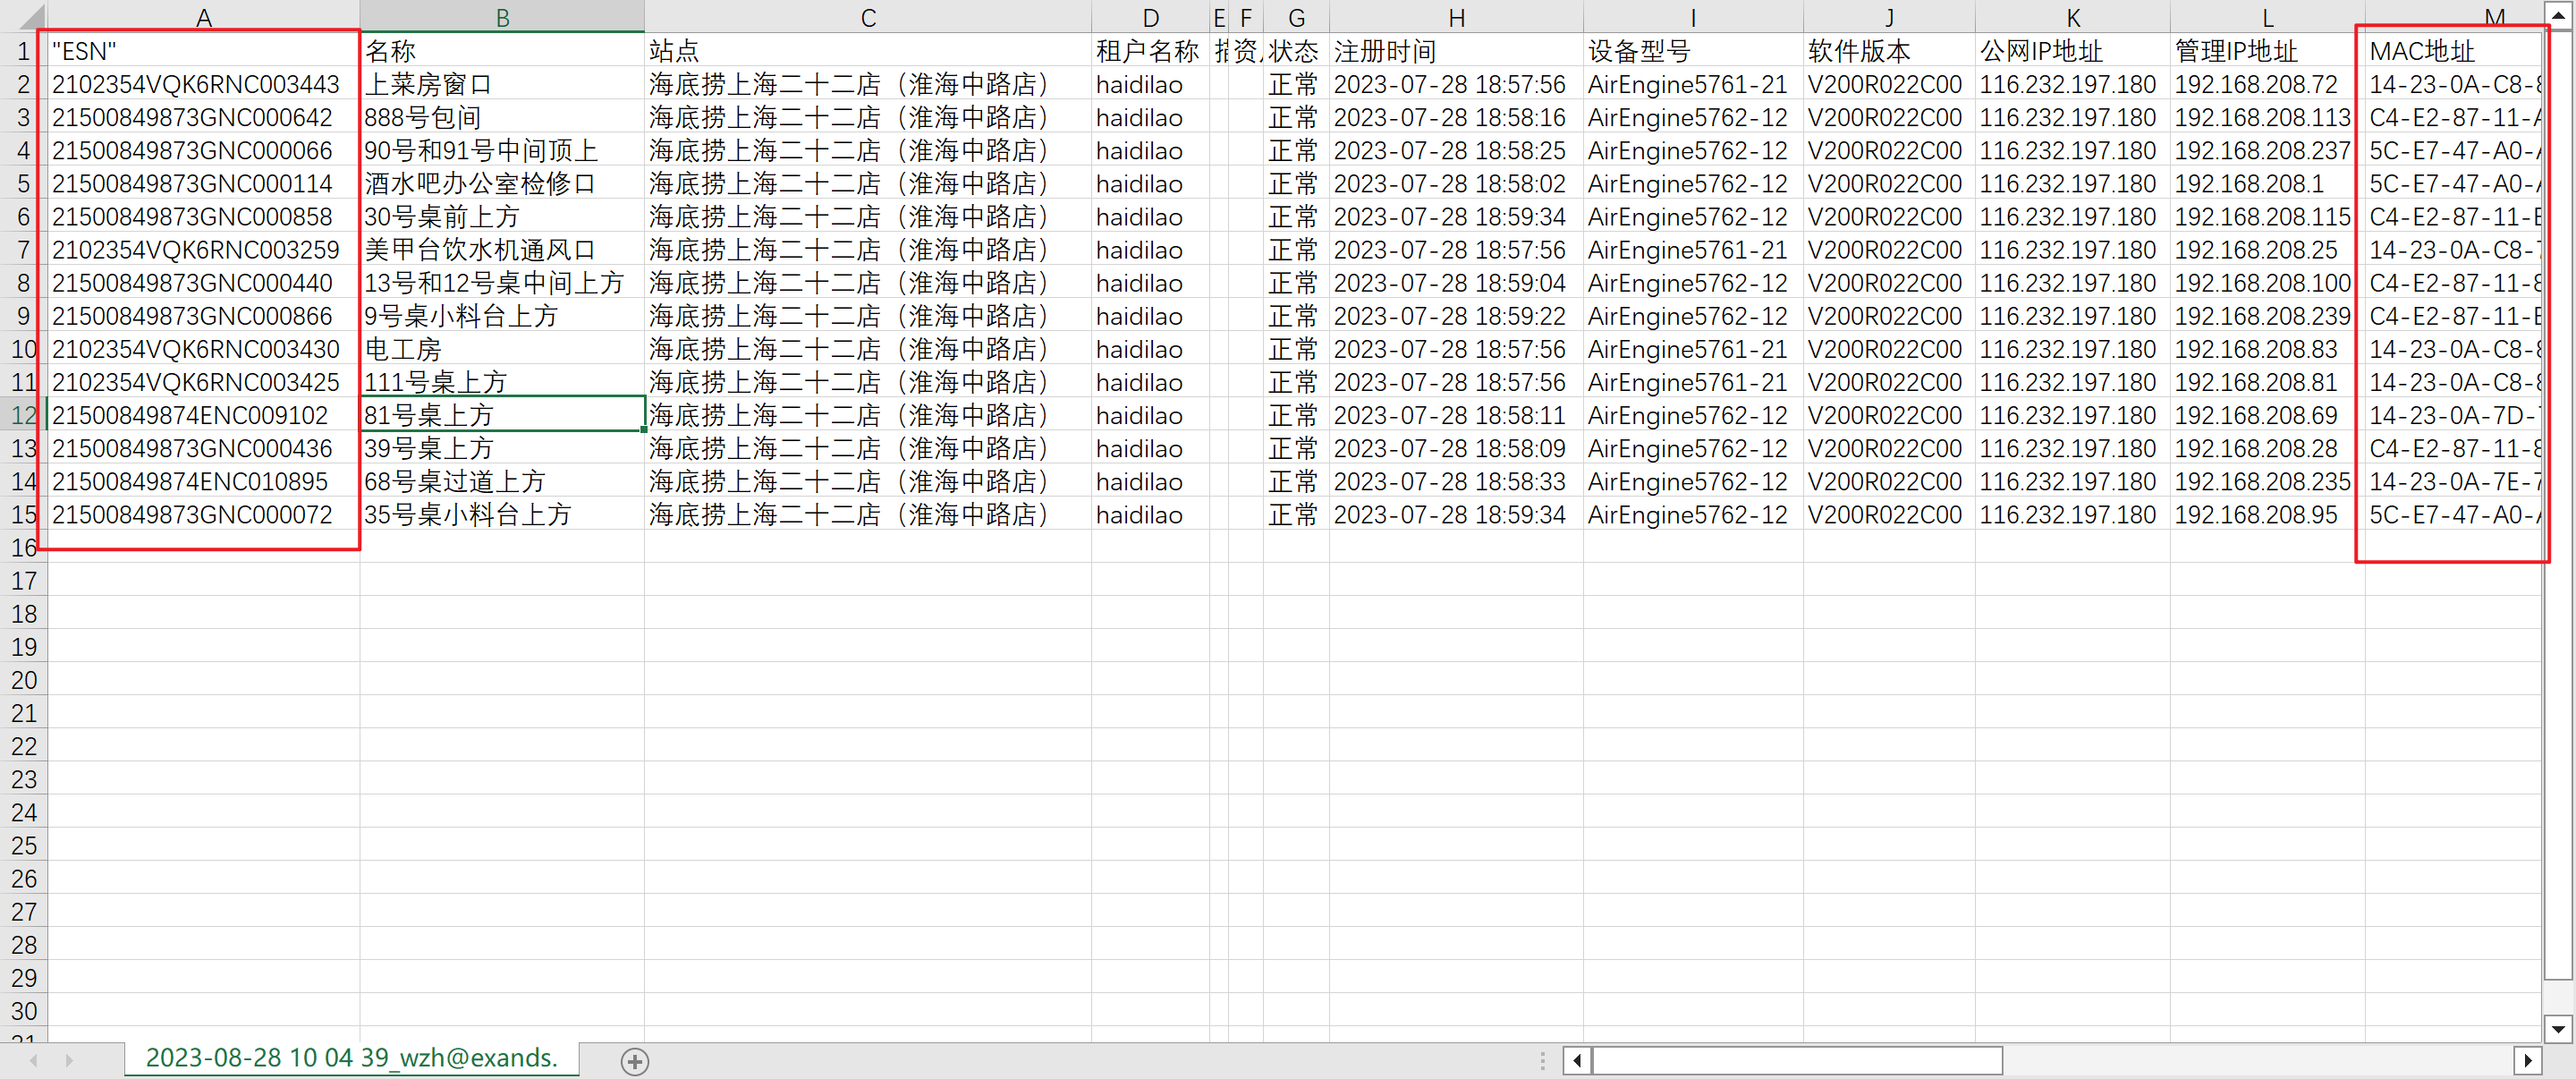 A B C D E F G H I J K L M
1 "ESN" 名称 站点 租户名称 状态 注册时间 设备型号 软件版本 公网IP地址 管理IP地址 MAC地址
2 2102354VQK6RNC003443 上菜房窗口 海底捞上海二十二店（淮海中路店） haidilao 正常 2023-07-28 18:57:56 AirEngine5761-21 V200R022C00 116.232.197.180 192.168.208.72 14-23-0A-C8-8
3 21500849873GNC000642 888号包间 海底捞上海二十二店（淮海中路店） haidilao 正常 2023-07-28 18:58:16 AirEngine5762-12 V200R022C00 116.232.197.180 192.168.208.113 C4-E2-87-11-A
4 21500849873GNC000066 90号和91号中间顶上 海底捞上海二十二店（淮海中路店） haidilao 正常 2023-07-28 18:58:25 AirEngine5762-12 V200R022C00 116.232.197.180 192.168.208.237 5C-E7-47-A0-A
5 21500849873GNC000114 酒水吧办公室检修口 海底捞上海二十二店（淮海中路店） haidilao 正常 2023-07-28 18:58:02 AirEngine5762-12 V200R022C00 116.232.197.180 192.168.208.1 5C-E7-47-A0-A
6 21500849873GNC000858 30号桌前上方 海底捞上海二十二店（淮海中路店） haidilao 正常 2023-07-28 18:59:34 AirEngine5762-12 V200R022C00 116.232.197.180 192.168.208.115 C4-E2-87-11-E
7 2102354VQK6RNC003259 美甲台饮水机通风口 海底捞上海二十二店（淮海中路店） haidilao 正常 2023-07-28 18:57:56 AirEngine5761-21 V200R022C00 116.232.197.180 192.168.208.25 14-23-0A-C8-7
8 21500849873GNC000440 13号和12号桌中间上方 海底捞上海二十二店（淮海中路店） haidilao 正常 2023-07-28 18:59:04 AirEngine5762-12 V200R022C00 116.232.197.180 192.168.208.100 C4-E2-87-11-8
9 21500849873GNC000866 9号桌小料台上方 海底捞上海二十二店（淮海中路店） haidilao 正常 2023-07-28 18:59:22 AirEngine5762-12 V200R022C00 116.232.197.180 192.168.208.239 C4-E2-87-11-E
10 2102354VQK6RNC003430 电工房 海底捞上海二十二店（淮海中路店） haidilao 正常 2023-07-28 18:57:56 AirEngine5761-21 V200R022C00 116.232.197.180 192.168.208.83 14-23-0A-C8-8
11 2102354VQK6RNC003425 111号桌上方 海底捞上海二十二店（淮海中路店） haidilao 正常 2023-07-28 18:57:56 AirEngine5761-21 V200R022C00 116.232.197.180 192.168.208.81 14-23-0A-C8-8
12 21500849874ENC009102 81号桌上方 海底捞上海二十二店（淮海中路店） haidilao 正常 2023-07-28 18:58:11 AirEngine5762-12 V200R022C00 116.232.197.180 192.168.208.69 14-23-0A-7D-7
13 21500849873GNC000436 39号桌上方 海底捞上海二十二店（淮海中路店） haidilao 正常 2023-07-28 18:58:09 AirEngine5762-12 V200R022C00 116.232.197.180 192.168.208.28 C4-E2-87-11-8
14 21500849874ENC010895 68号桌过道上方 海底捞上海二十二店（淮海中路店） haidilao 正常 2023-07-28 18:58:33 AirEngine5762-12 V200R022C00 116.232.197.180 192.168.208.235 14-23-0A-7E-7
15 21500849873GNC000072 35号桌小料台上方 海底捞上海二十二店（淮海中路店） haidilao 正常 2023-07-28 18:59:34 AirEngine5762-12 V200R022C00 116.232.197.180 192.168.208.95 5C-E7-47-A0-A
16
17
18
19
20
21
22
23
24
25
26
27
28
29
30
2023-08-28 10 04 39_wzh@exands.